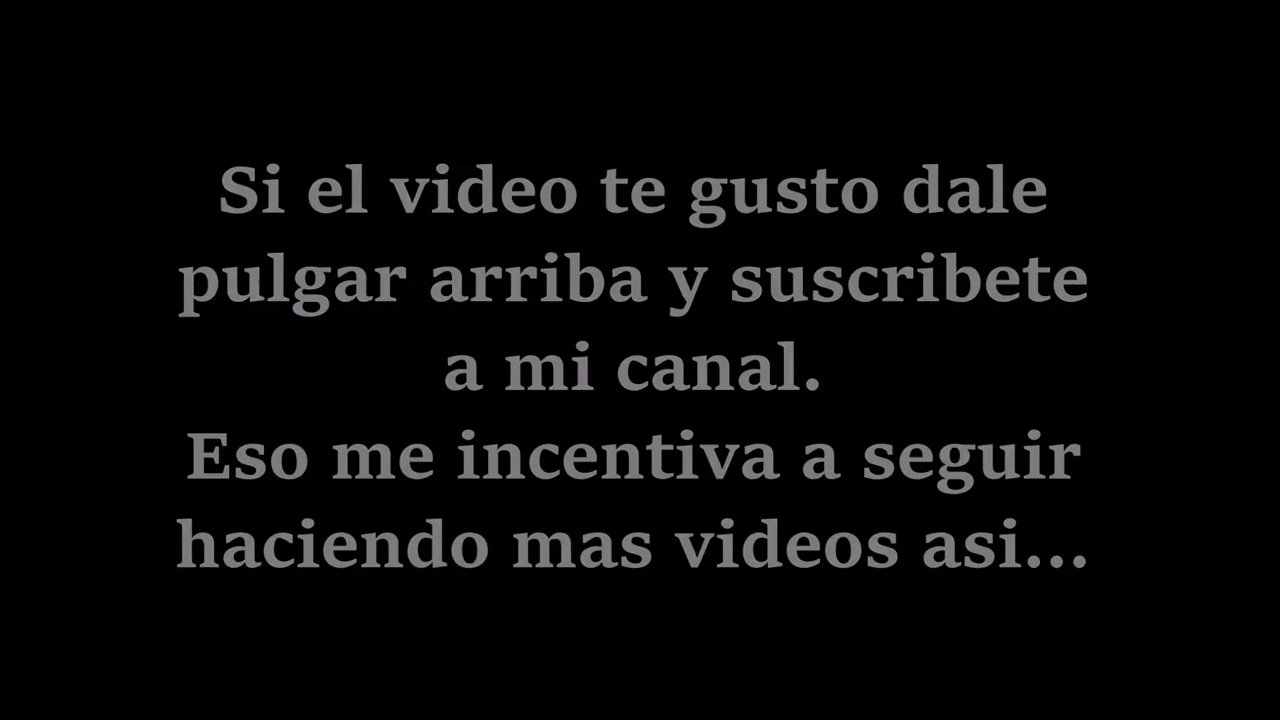 Si el video te gusto dale
pulgar arriba y suscribete
a mi canal.
Eso me incentiva a seguir
haciendo mas videos asi...